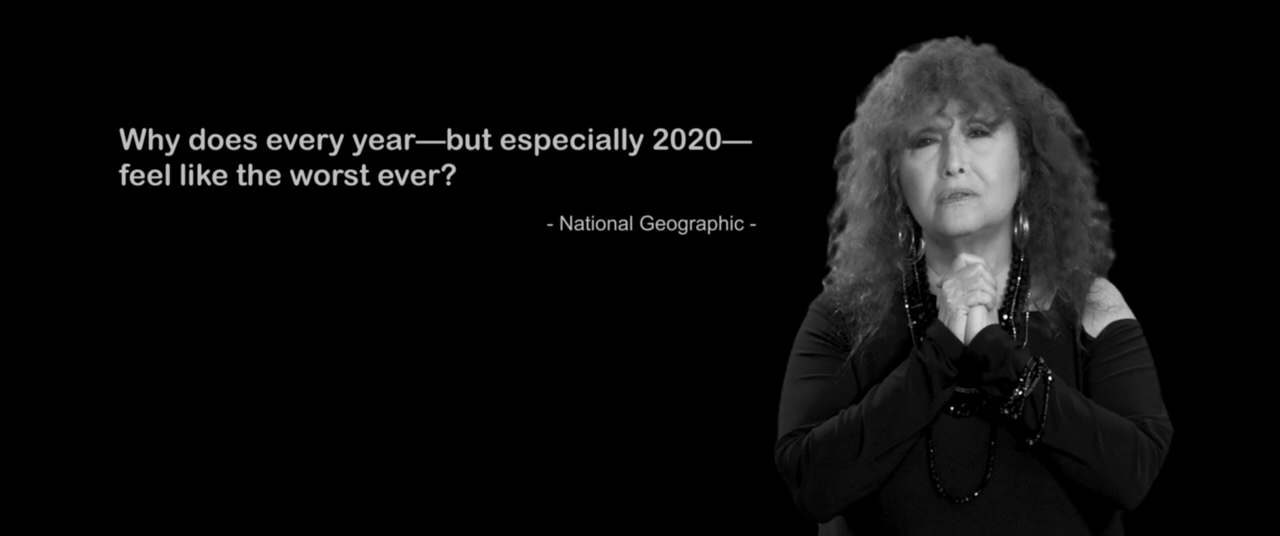 Why does every year—but especially 2020—
feel like the worst ever?
- National Geographic -